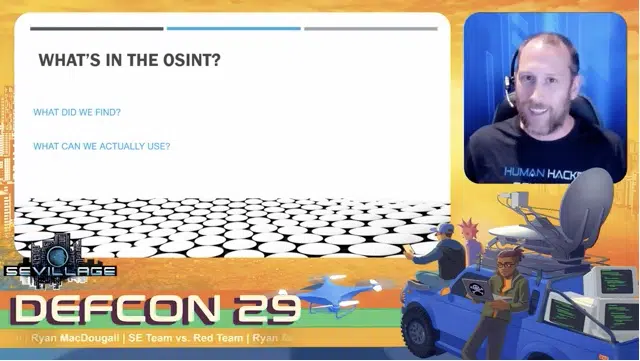 WHAT'S IN THE OSINT?
WHAT DID WE FIND?
WHAT CAN WE ACTUALLY USE?
HUMAN HACK
SEVILLAGE
DEFCON 29
Ryan MacDougall | SE Team vs. Red Team | Ryan